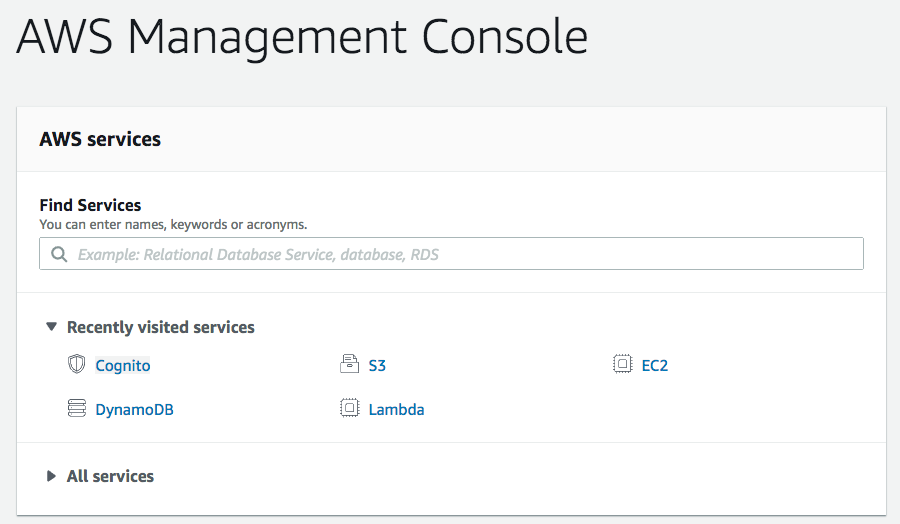 AWS Management Console
AWS services
Find Services
You can enter names, keywords or acronyms.
Example: Relational Database Service, database, RDS
Recently visited services
Cognito
S3
EC2
DynamoDB
Lambda
All services